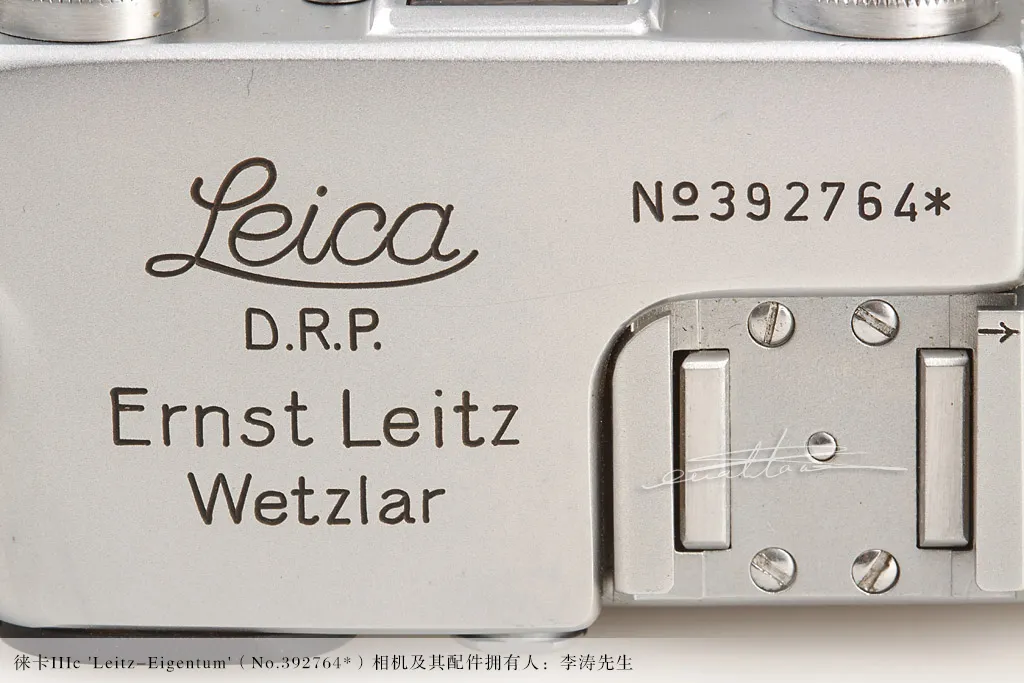 Leica
D.R.P.
Ernst Leitz
Wetzlar
Nº392764*
徕卡IIIc 'Leitz-Eigentum'(No.392764*)相机及其配件拥有人：李涛先生